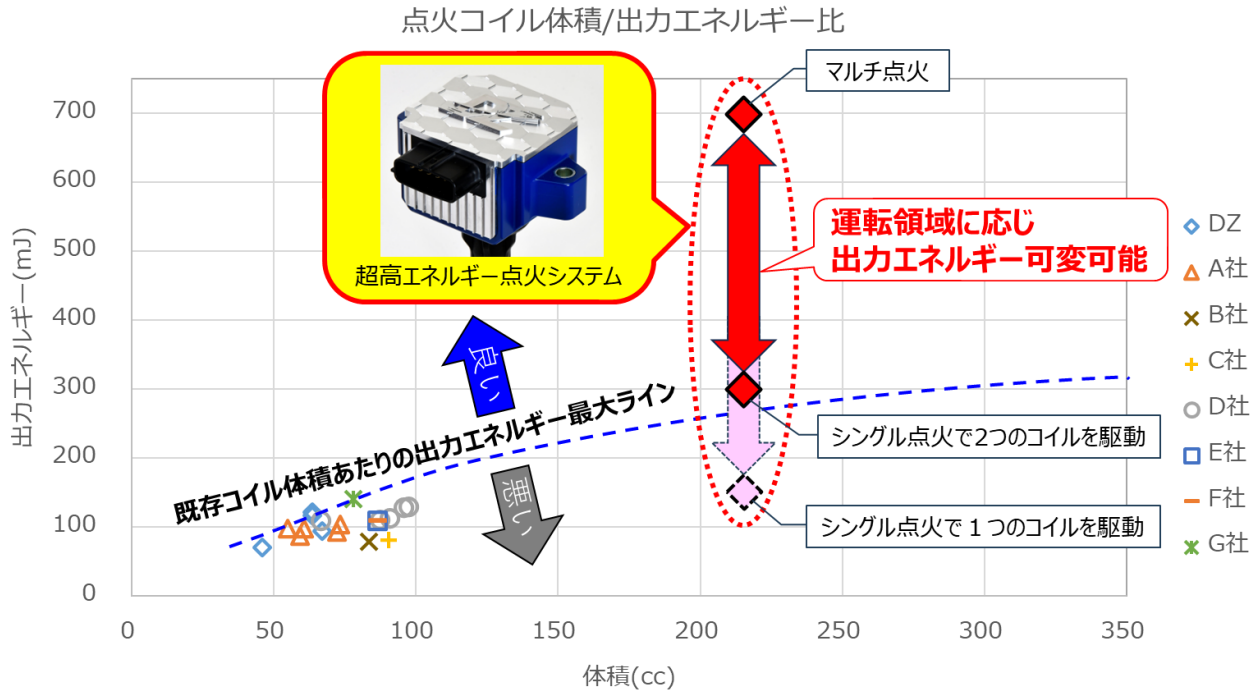 点火コイル体積/出力エネルギー比
マルチ点火
超高エネルギー点火システム
運転領域に応じ
出力エネルギー可変可能
良い
既存コイル体積あたりの出力エネルギー最大ライン
悪い
シングル点火で2つのコイルを駆動
シングル点火で１つのコイルを駆動
出力エネルギー(mJ)
700
600
500
400
300
200
100
0
0
50
100
150
200
250
300
350
体積(cc)
DZ
A社
B社
C社
D社
E社
F社
G社